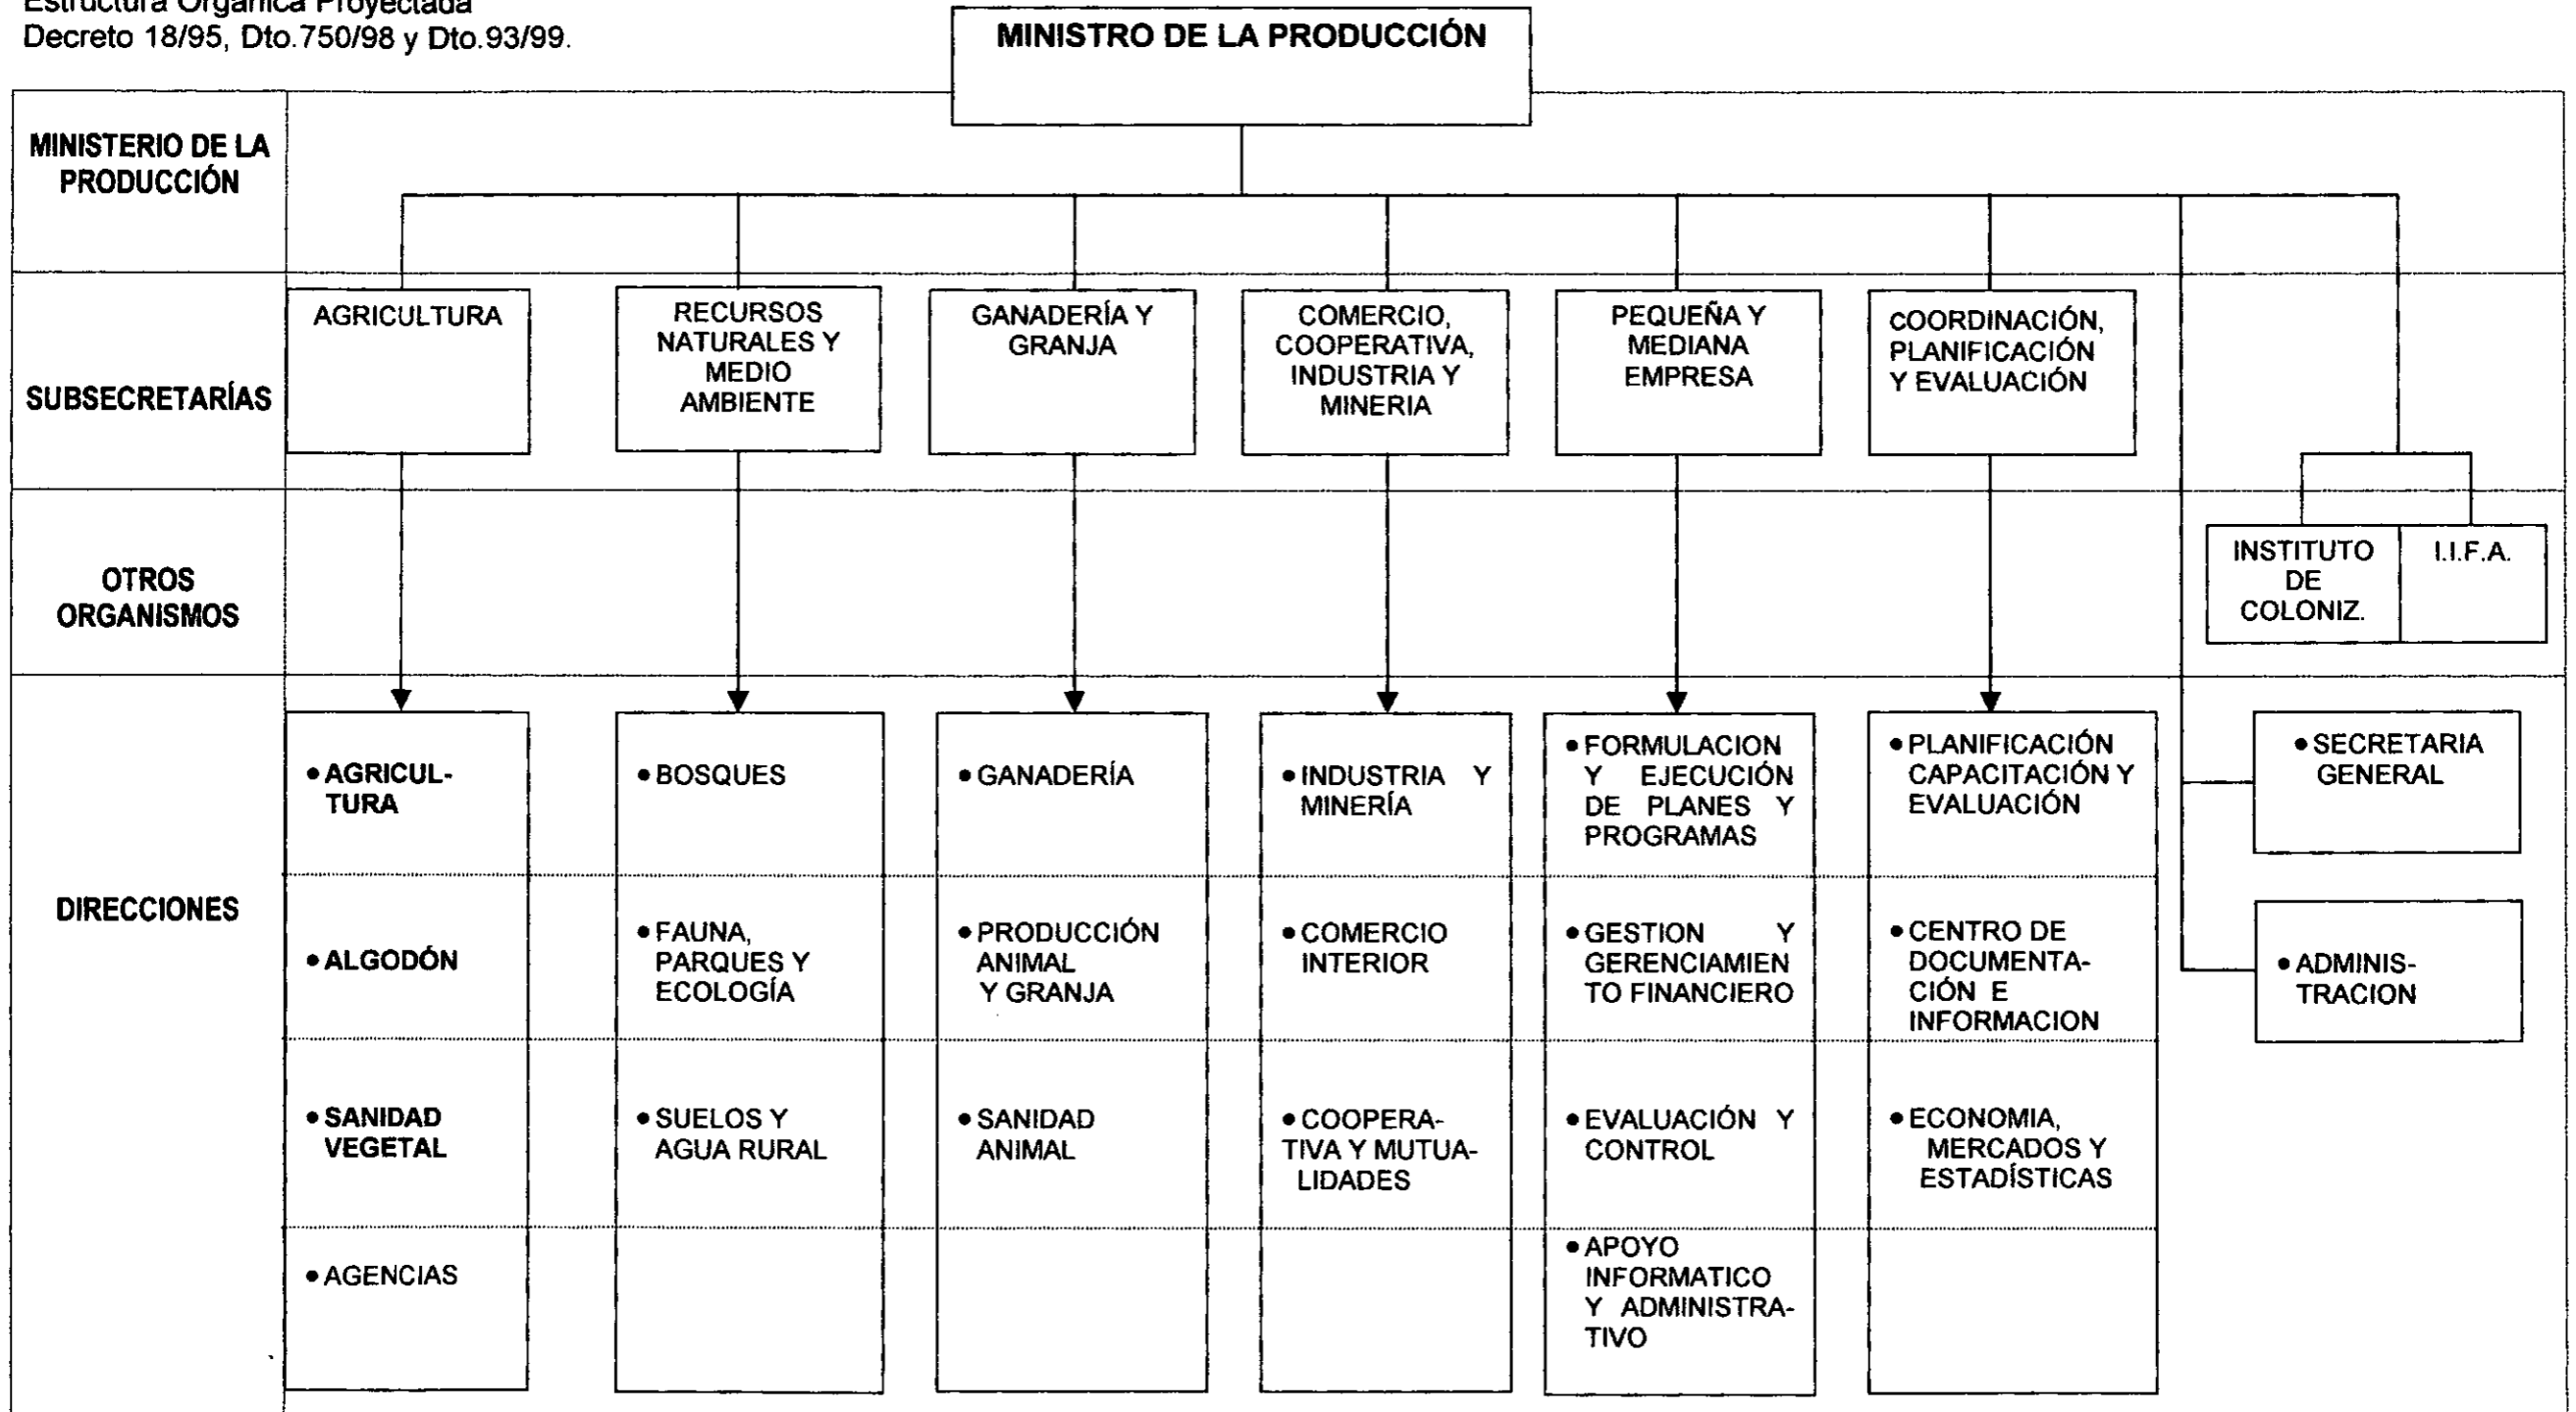 Estructura Orgánica Proyectada
Decreto 18/95, Dto.750/98 y Dto.93/99.
MINISTRO DE LA PRODUCCIÓN
MINISTERIO DE LA
PRODUCCIÓN
SUBSECRETARÍAS
AGRICULTURA
RECURSOS
NATURALES Y
MEDIO
AMBIENTE
GANADERÍA Y
GRANJA
COMERCIO,
COOPERATIVA,
INDUSTRIA Y
MINERIA
PEQUEÑA Y
MEDIANA
EMPRESA
COORDINACIÓN,
PLANIFICACIÓN
Y EVALUACIÓN
OTROS
ORGANISMOS
INSTITUTO
DE
COLONIZ.
I.I.F.A.
DIRECCIONES
• AGRICUL-
TURA
• ALGODÓN
• SANIDAD
VEGETAL
• AGENCIAS
• BOSQUES
• FAUNA,
PARQUES Y
ECOLOGÍA
• SUELOS Y
AGUA RURAL
• GANADERÍA
• PRODUCCIÓN
ANIMAL
Y GRANJA
• SANIDAD
ANIMAL
• INDUSTRIA Y
MINERÍA
• COMERCIO
INTERIOR
• COOPERA-
TIVA Y MUTUA-
LIDADES
• FORMULACION
Y EJECUCIÓN
DE PLANES Y
PROGRAMAS
• GESTION Y
GERENCIAMIEN
TO FINANCIERO
• EVALUACIÓN Y
CONTROL
• APOYO
INFORMATICO
Y ADMINISTRA-
TIVO
• PLANIFICACIÓN
CAPACITACIÓN Y
EVALUACIÓN
• CENTRO DE
DOCUMENTA-
CIÓN E
INFORMACION
• ECONOMIA,
MERCADOS Y
ESTADÍSTICAS
• SECRETARIA
GENERAL
• ADMINIS-
TRACION